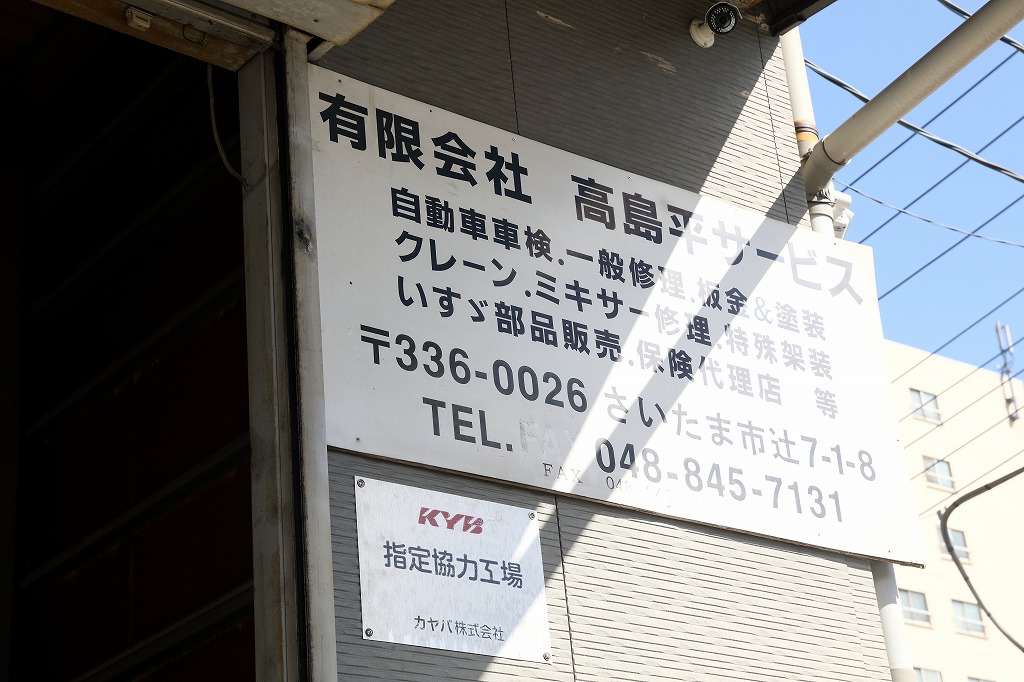 有限会社 高島平サービス
自動車車検.一般修理.板金&塗装
クレーン.ミキサー修理.特殊架装
いすゞ部品販売.保険代理店 等
〒336-0026 さいたま市辻7-1-8
TEL. 048-845-7131
FAX
KYB
指定協力工場
カヤバ株式会社